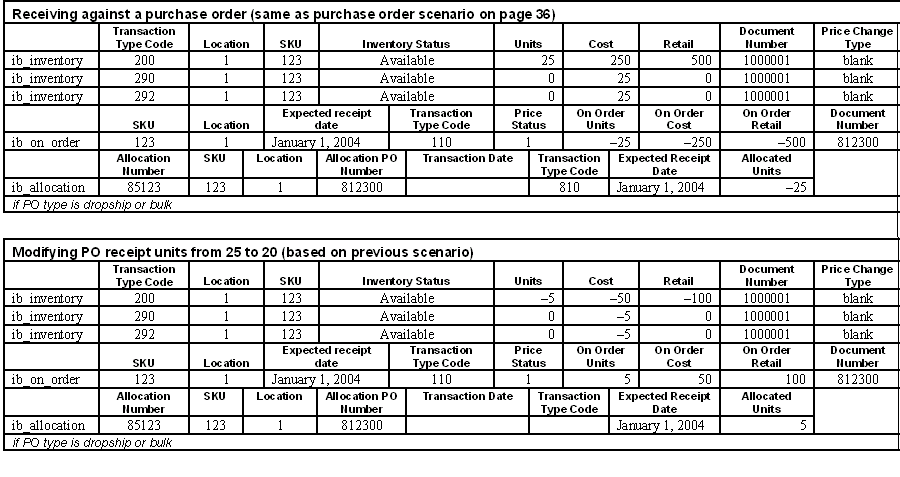 Receiving against a purchase order (same as purchase order scenario on page 36)
Transaction Type Code Location SKU Inventory Status Units Cost Retail Document Number Price Change Type
ib_inventory 200 1 123 Available 25 250 500 1000001 blank
ib_inventory 290 1 123 Available 0 25 0 1000001 blank
ib_inventory 292 1 123 Available 0 25 0 1000001 blank
SKU Location Expected receipt date Transaction Type Code Price Status On Order Units On Order Cost On Order Retail Document Number
ib_on_order 123 1 January 1, 2004 110 1 –25 –250 –500 812300
Allocation Number SKU Location Allocation PO Number Transaction Date Transaction Type Code Expected Receipt Date Allocated Units
ib_allocation 85123 123 1 812300 810 January 1, 2004 –25
if PO type is dropship or bulk
Modifying PO receipt units from 25 to 20 (based on previous scenario)
Transaction Type Code Location SKU Inventory Status Units Cost Retail Document Number Price Change Type
ib_inventory 200 1 123 Available –5 –50 –100 1000001 blank
ib_inventory 290 1 123 Available 0 –5 0 1000001 blank
ib_inventory 292 1 123 Available 0 –5 0 1000001 blank
SKU Location Expected receipt date Transaction Type Code Price Status On Order Units On Order Cost On Order Retail Document Number
ib_on_order 123 1 January 1, 2004 110 1 5 50 100 812300
Allocation Number SKU Location Allocation PO Number Transaction Date Transaction Type Code Expected Receipt Date Allocated Units
ib_allocation 85123 123 1 812300 January 1, 2004 5
if PO type is dropship or bulk